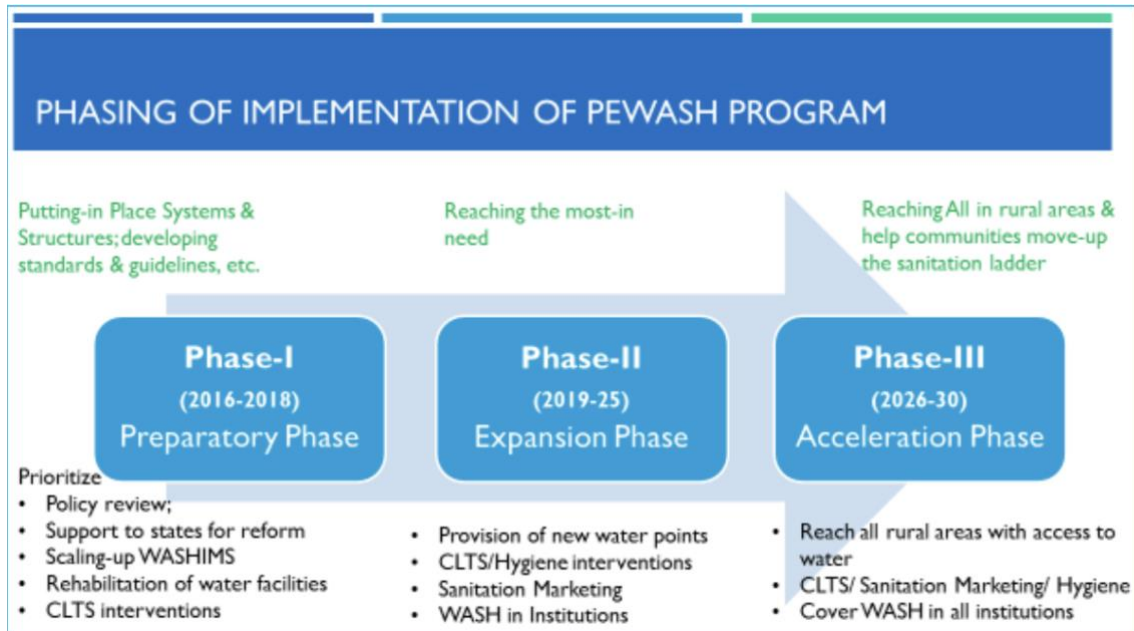 PHASING OF IMPLEMENTATION OF PEWASH PROGRAM
Putting-in Place Systems &
Structures; developing
standards & guidelines, etc.
Reaching the most-in
need
Reaching All in rural areas &
help communities move-up
the sanitation ladder
Phase-I
(2016-2018)
Preparatory Phase
Phase-II
(2019-25)
Expansion Phase
Phase-III
(2026-30)
Acceleration Phase
Prioritize
• Policy review;
• Support to states for reform
• Scaling-up WASHIMS
• Rehabilitation of water facilities
• CLTS interventions
• Provision of new water points
• CLTS/Hygiene interventions
• Sanitation Marketing
• WASH in Institutions
• Reach all rural areas with access to
water
• CLTS/ Sanitation Marketing/ Hygiene
• Cover WASH in all institutions